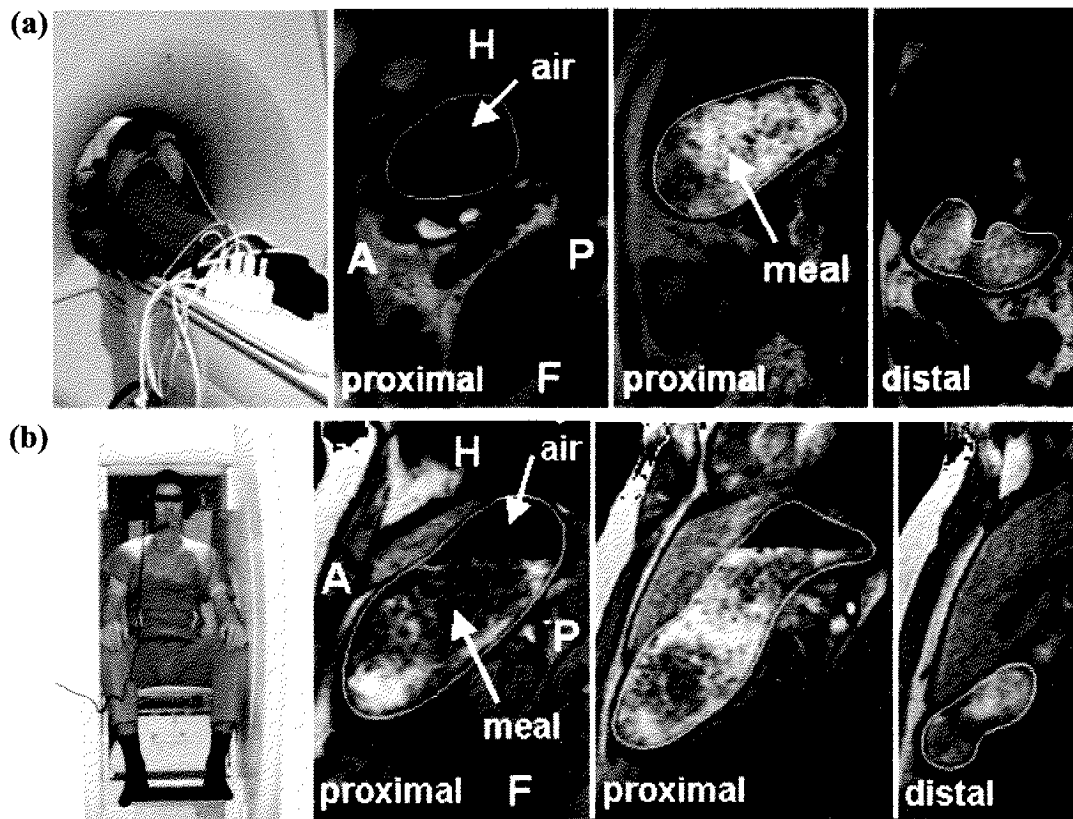 (a)
H
air
A
P
proximal
F
meal
proximal
distal
(b)
H
air
A
P
meal
proximal
F
proximal
distal